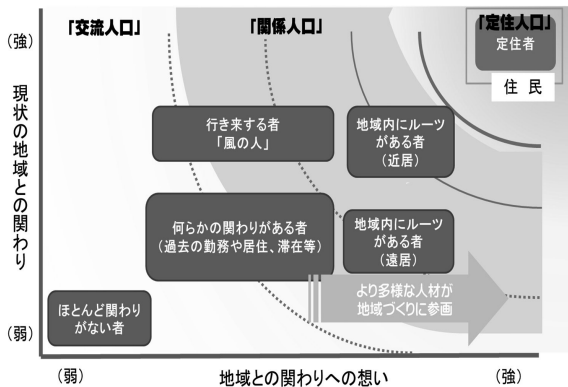 「交流人口」
「関係人口」
「定住人口」
定住者
住 民
(強)
現状の地域との関わり
(弱)
行き来する者
「風の人」
地域内にルーツ
がある者
(近居)
何らかの関わりがある者
(過去の勤務や居住、滞在等)
地域内にルーツ
がある者
(遠居)
より多様な人材が
地域づくりに参画
ほとんど関わり
がない者
(弱)
地域との関わりへの想い
(強)